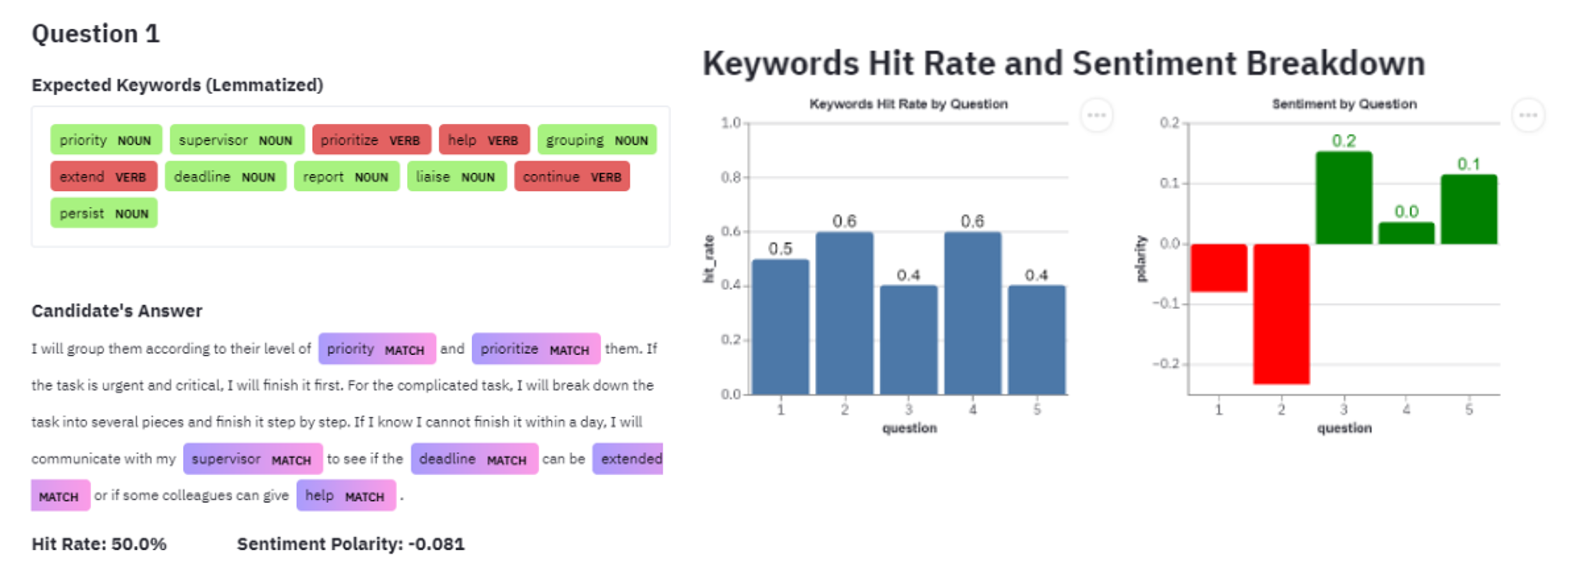 Question 1
Expected Keywords (Lemmatized)
priority NOUN supervisor NOUN prioritize VERB help VERB grouping NOUN
extend VERB deadline NOUN report NOUN liaise NOUN continue VERB
persist NOUN
Candidate's Answer
I will group them according to their level of priority MATCH and prioritize MATCH them. If
the task is urgent and critical, I will finish it first. For the complicated task, I will break down the
task into several pieces and finish it step by step. If I know I cannot finish it within a day, I will
communicate with my supervisor MATCH to see if the deadline MATCH can be extended
MATCH or if some colleagues can give help MATCH .
Hit Rate: 50.0% Sentiment Polarity: -0.081
Keywords Hit Rate and Sentiment Breakdown
Keywords Hit Rate by Question
1.0
0.8
0.6
0.4
0.2
0.0
hit_rate
0.5
0.6
0.4
0.6
0.4
1 2 3 4 5
question
Sentiment by Question
0.2
0.1
0.0
−0.1
−0.2
polarity
0.2
0.0
0.1
1 2 3 4 5
question